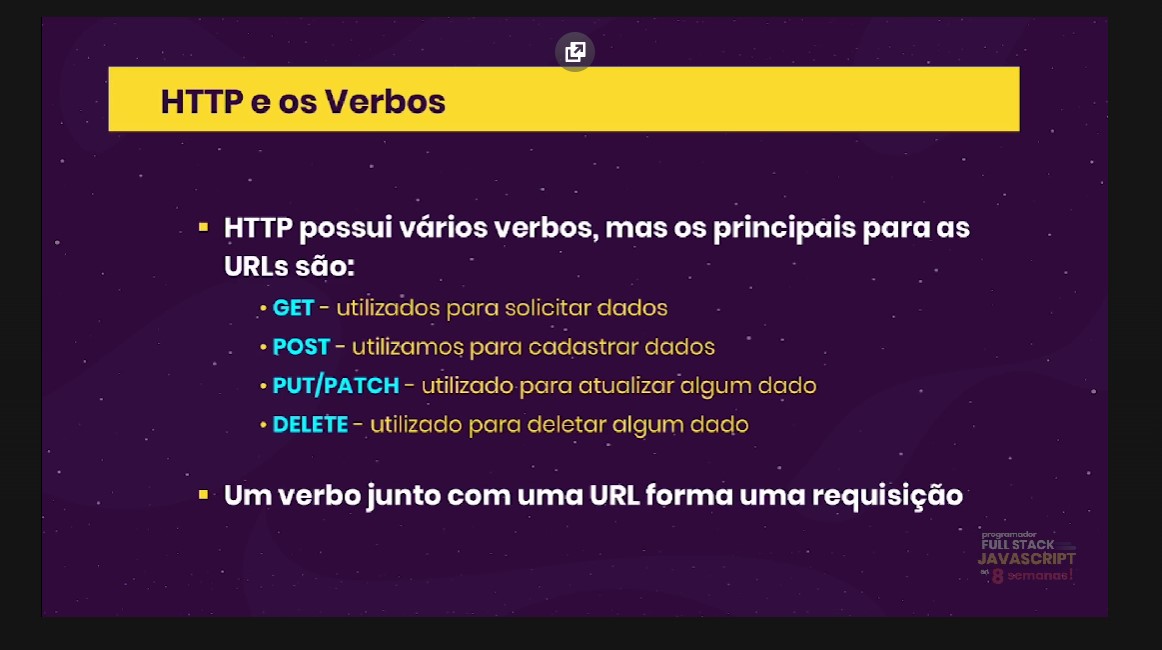 HTTP e os Verbos
▪ HTTP possui vários verbos, mas os principais para as
URLs são:
• GET - utilizados para solicitar dados
• POST - utilizamos para cadastrar dados
• PUT/PATCH - utilizado para atualizar algum dado
• DELETE - utilizado para deletar algum dado
▪ Um verbo junto com uma URL forma uma requisição
programador
FULL STACK
JAVASCRIPT
8 semanas!